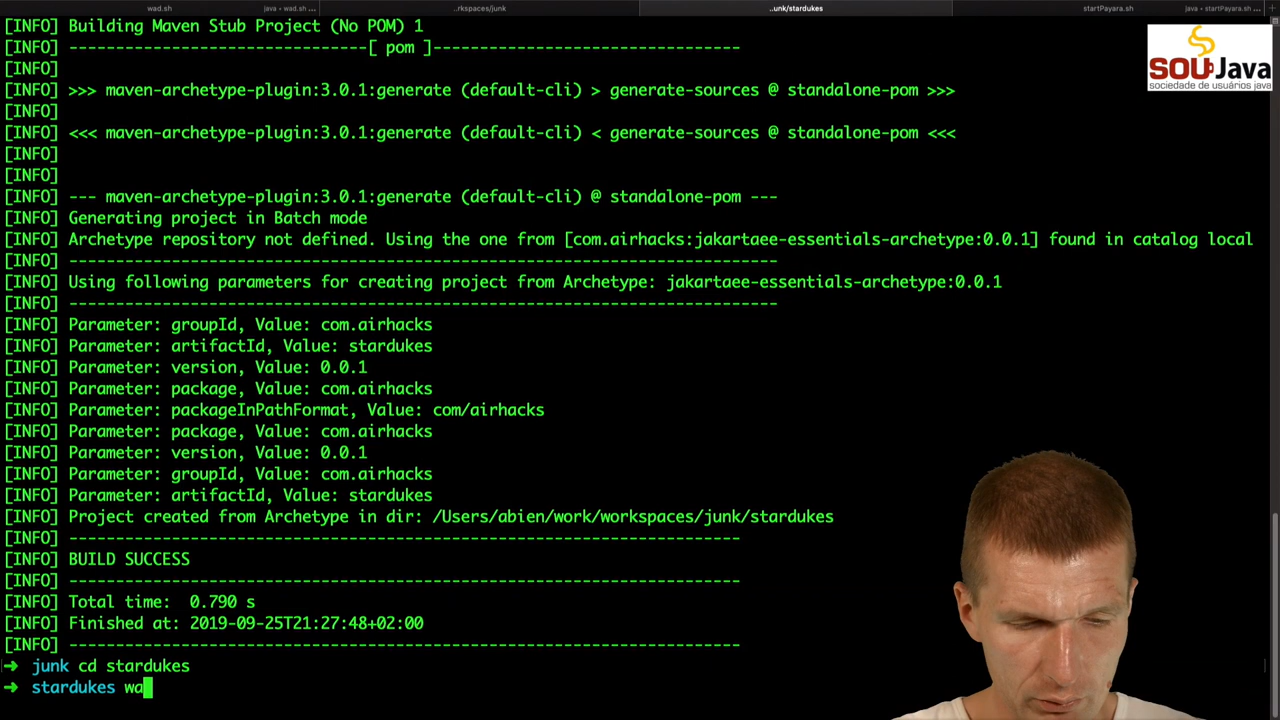 wad.sh
java • wad.sh ...
..rkspaces/junk
..unk/stardukes
startPayara.sh
java • startPayara.sh ...
[INFO] Building Maven Stub Project (No POM) 1
[INFO] --------------------------------[ pom ]---------------------------------
[INFO]
[INFO] >>> maven-archetype-plugin:3.0.1:generate (default-cli) > generate-sources @ standalone-pom >>>
[INFO]
[INFO] <<< maven-archetype-plugin:3.0.1:generate (default-cli) < generate-sources @ standalone-pom <<<
[INFO]
[INFO]
[INFO] --- maven-archetype-plugin:3.0.1:generate (default-cli) @ standalone-pom ---
[INFO] Generating project in Batch mode
[INFO] Archetype repository not defined. Using the one from [com.airhacks:jakartaee-essentials-archetype:0.0.1] found in catalog local
[INFO] ----------------------------------------------------------------------------
[INFO] Using following parameters for creating project from Archetype: jakartaee-essentials-archetype:0.0.1
[INFO] ----------------------------------------------------------------------------
[INFO] Parameter: groupId, Value: com.airhacks
[INFO] Parameter: artifactId, Value: stardukes
[INFO] Parameter: version, Value: 0.0.1
[INFO] Parameter: package, Value: com.airhacks
[INFO] Parameter: packageInPathFormat, Value: com/airhacks
[INFO] Parameter: package, Value: com.airhacks
[INFO] Parameter: version, Value: 0.0.1
[INFO] Parameter: groupId, Value: com.airhacks
[INFO] Parameter: artifactId, Value: stardukes
[INFO] Project created from Archetype in dir: /Users/abien/work/workspaces/junk/stardukes
[INFO] ------------------------------------------------------------------------
[INFO] BUILD SUCCESS
[INFO] ------------------------------------------------------------------------
[INFO] Total time:  0.790 s
[INFO] Finished at: 2019-09-25T21:27:48+02:00
[INFO] ------------------------------------------------------------------------
➜ junk cd stardukes
➜ stardukes wa
SOUJava
sociedade de usuários java